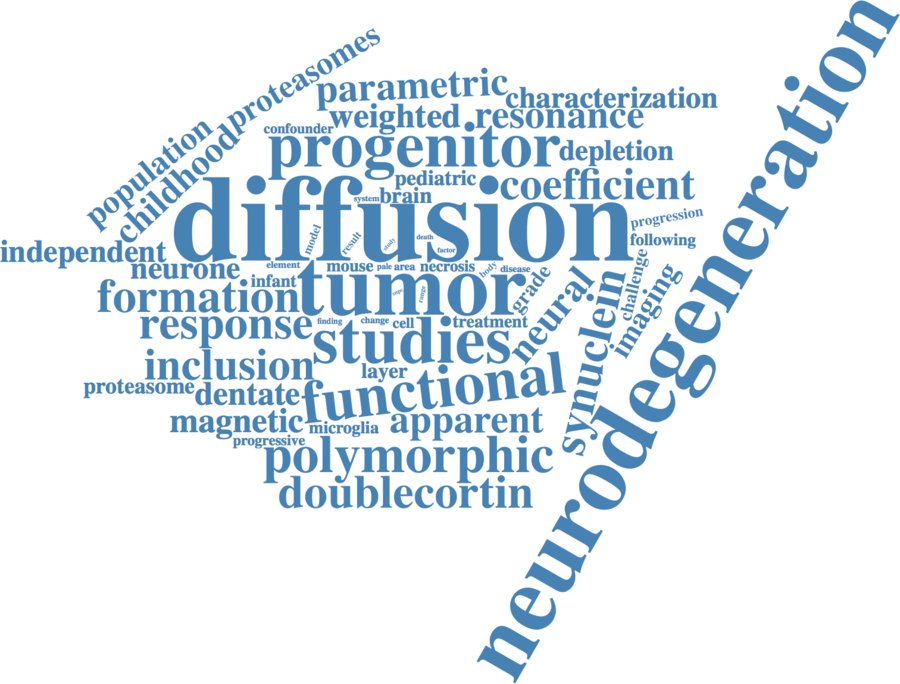 proteasomes
parametric
characterization
weighted
resonance
population
childhood
confounder
progenitor
depletion
pediatric
coefficient
system
brain
diffusion
progression
following
independent
model
result
study
death
factor
neurone
element
mouse
pale
area
necrosis
body
disease
infant
formation
tumor
range
grade
neural
synuclein
challenge
imaging
neurodegeneration
response
finding
change
cell
treatment
studies
inclusion
layer
proteasome
dentate
functional
magnetic
microglia
apparent
progressive
polymorphic
doublecortin